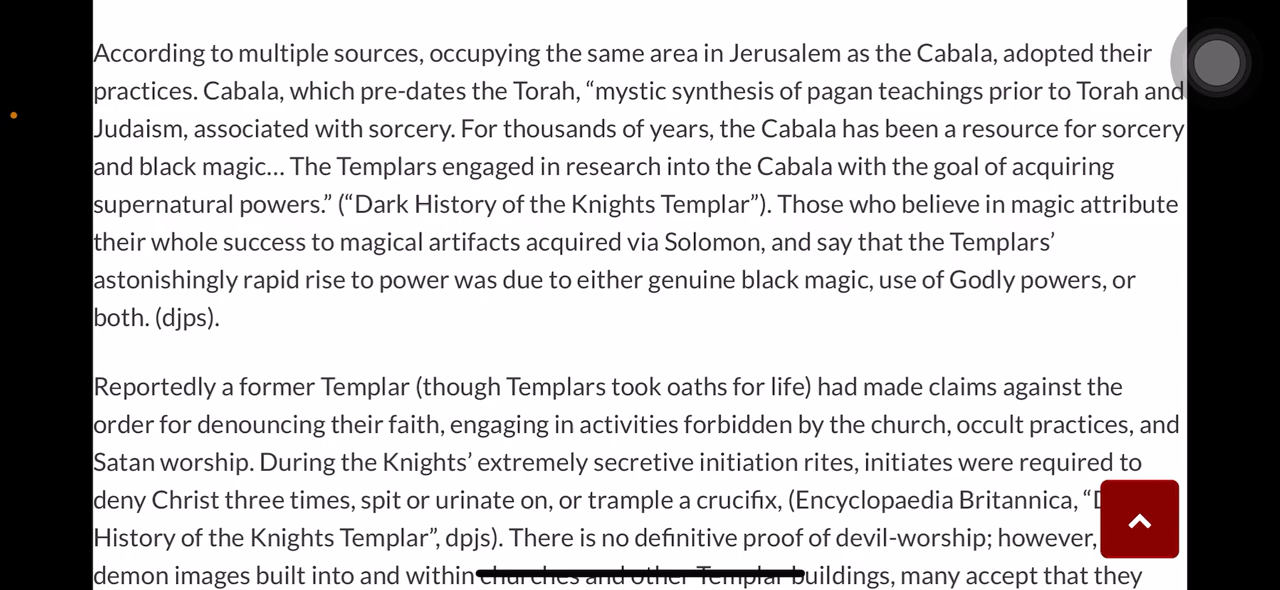 According to multiple sources, occupying the same area in Jerusalem as the Cabala, adopted their
practices. Cabala, which pre-dates the Torah, “mystic synthesis of pagan teachings prior to Torah and
Judaism, associated with sorcery. For thousands of years, the Cabala has been a resource for sorcery
and black magic… The Templars engaged in research into the Cabala with the goal of acquiring
supernatural powers.” (“Dark History of the Knights Templar”). Those who believe in magic attribute
their whole success to magical artifacts acquired via Solomon, and say that the Templars’
astonishingly rapid rise to power was due to either genuine black magic, use of Godly powers, or
both. (djps).
Reportedly a former Templar (though Templars took oaths for life) had made claims against the
order for denouncing their faith, engaging in activities forbidden by the church, occult practices, and
Satan worship. During the Knights’ extremely secretive initiation rites, initiates were required to
deny Christ three times, spit or urinate on, or trample a crucifix, (Encyclopaedia Britannica, “
History of the Knights Templar”, dpjs). There is no definitive proof of devil-worship; however,
demon images built into and within churches and other Templar buildings, many accept that they